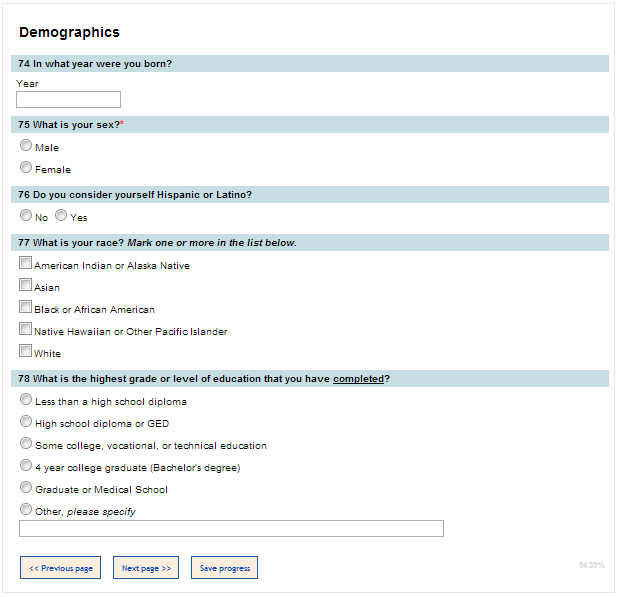 Demographics
74 In what year were you born?
Year
75 What is your sex?*
Male
Female
76 Do you consider yourself Hispanic or Latino?
No Yes
77 What is your race? Mark one or more in the list below.
American Indian or Alaska Native
Asian
Black or African American
Native Hawaiian or Other Pacific Islander
White
78 What is the highest grade or level of education that you have completed?
Less than a high school diploma
High school diploma or GED
Some college, vocational, or technical education
4 year college graduate (Bachelor's degree)
Graduate or Medical School
Other, please specify
<< Previous page Next page >> Save progress